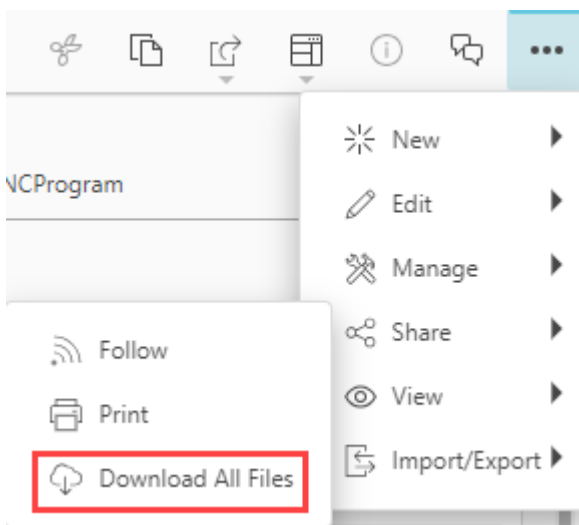 NCProgram
New
Edit
Manage
Share
View
Import/Export
Follow
Print
Download All Files